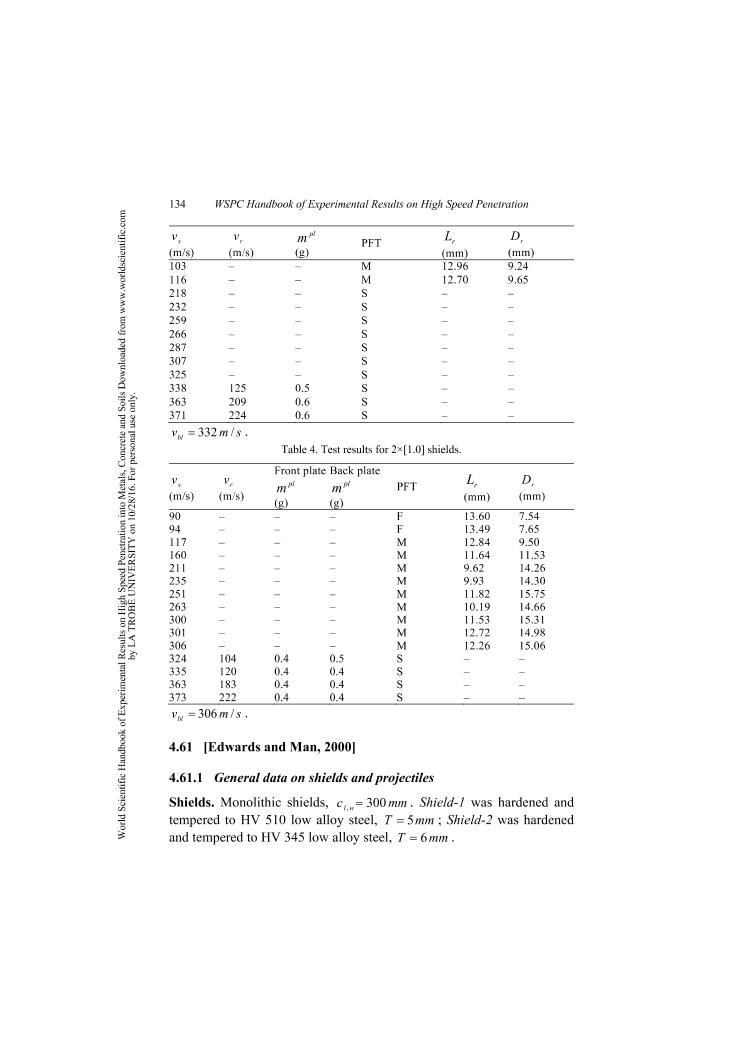 134 WSPC Handbook of Experimental Results on High Speed Penetration
v_s v_r m^pl PFT L_r D_r
(m/s) (m/s) (g) (mm) (mm)
103 – – M 12.96 9.24
116 – – M 12.70 9.65
218 – – S – –
232 – – S – –
259 – – S – –
266 – – S – –
287 – – S – –
307 – – S – –
325 – – S – –
338 125 0.5 S – –
363 209 0.6 S – –
371 224 0.6 S – –
v_bl = 332 m / s .
Table 4. Test results for 2×[1.0] shields.
Front plate Back plate
v_s v_r m^pl m^pl PFT L_r D_r
(m/s) (m/s) (g) (g) (mm) (mm)
90 – – – F 13.60 7.54
94 – – – F 13.49 7.65
117 – – – M 12.84 9.50
160 – – – M 11.64 11.53
211 – – – M 9.62 14.26
235 – – – M 9.93 14.30
251 – – – M 11.82 15.75
263 – – – M 10.19 14.66
300 – – – M 11.53 15.31
301 – – – M 12.72 14.98
306 – – – M 12.26 15.06
324 104 0.4 0.5 S – –
335 120 0.4 0.4 S – –
363 183 0.4 0.4 S – –
373 222 0.4 0.4 S – –
v_bl = 306 m / s .
4.61 [Edwards and Man, 2000]
4.61.1 General data on shields and projectiles
Shields. Monolithic shields, c_l,w = 300 mm . Shield-1 was hardened and
tempered to HV 510 low alloy steel, T = 5 mm ; Shield-2 was hardened
and tempered to HV 345 low alloy steel, T = 6 mm .
World Scientific Handbook of Experimental Results on High Speed Penetration into Metals, Concrete and Soils Downloaded from www.worldscientific.com
by LA TROBE UNIVERSITY on 10/28/16. For personal use only.